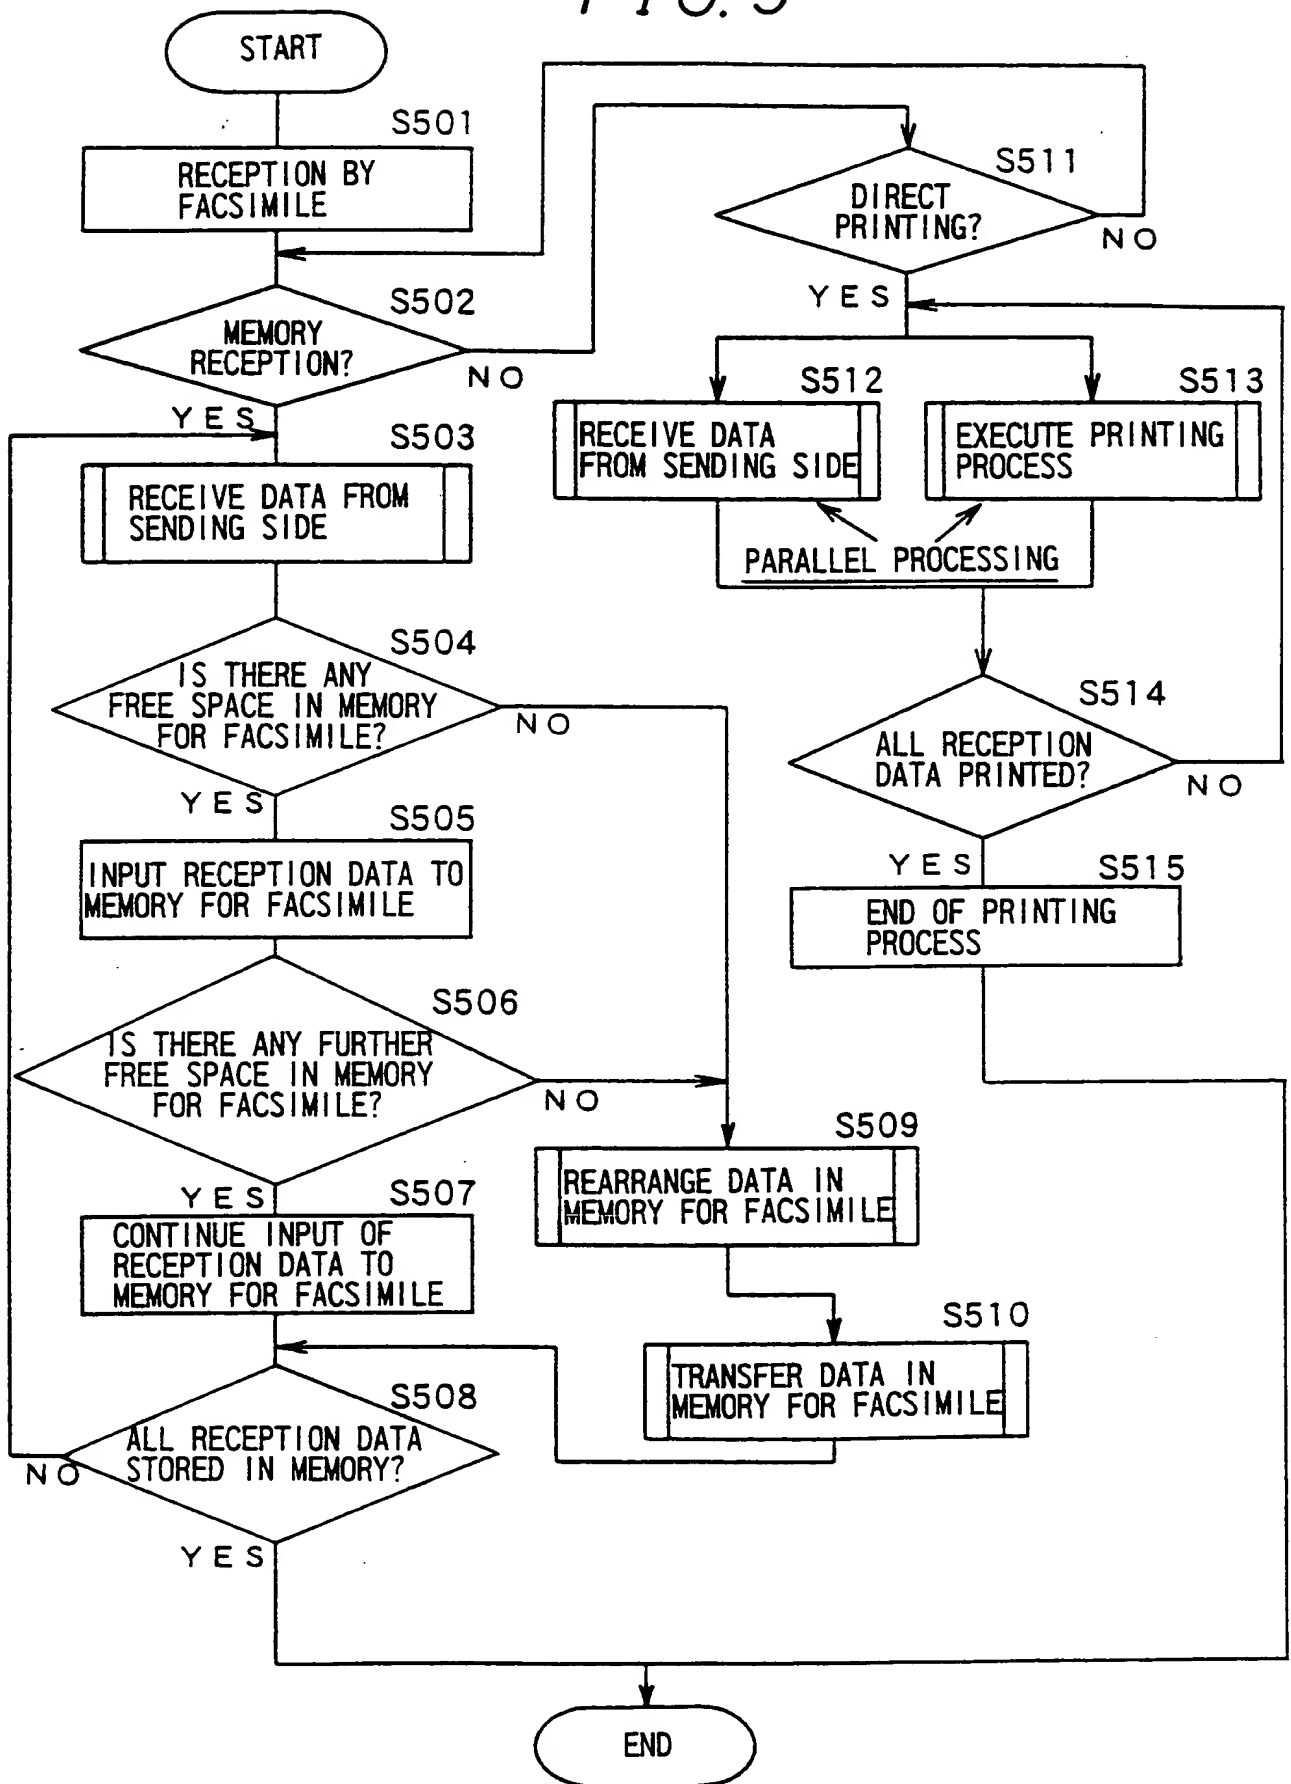 START
S501
RECEPTION BY
FACSIMILE
S502
MEMORY
RECEPTION?
NO
YES
S503
RECEIVE DATA FROM
SENDING SIDE
S504
IS THERE ANY
FREE SPACE IN MEMORY
FOR FACSIMILE?
NO
YES
S505
INPUT RECEPTION DATA TO
MEMORY FOR FACSIMILE
S506
IS THERE ANY FURTHER
FREE SPACE IN MEMORY
FOR FACSIMILE?
NO
YES
S507
CONTINUE INPUT OF
RECEPTION DATA TO
MEMORY FOR FACSIMILE
S508
ALL RECEPTION DATA
STORED IN MEMORY?
NO
YES
S509
REARRANGE DATA IN
MEMORY FOR FACSIMILE
S510
TRANSFER DATA IN
MEMORY FOR FACSIMILE
S511
DIRECT
PRINTING?
NO
YES
S512
RECEIVE DATA
FROM SENDING SIDE
S513
EXECUTE PRINTING
PROCESS
PARALLEL PROCESSING
S514
ALL RECEPTION
DATA PRINTED?
NO
YES
S515
END OF PRINTING
PROCESS
END